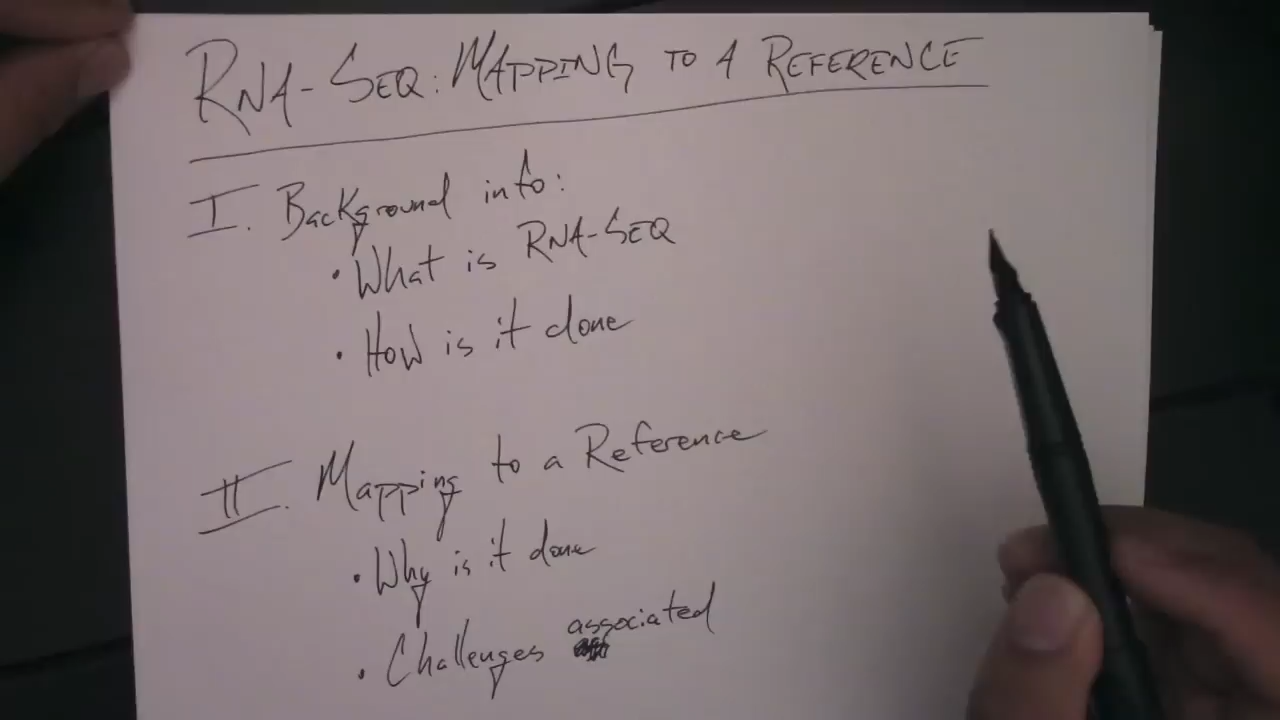 RNA-SEQ: MAPPING TO A REFERENCE
I. Background info:
• What is RNA-SEQ
• How is it done
II. Mapping to a Reference
• Why is it done
• Challenges associated